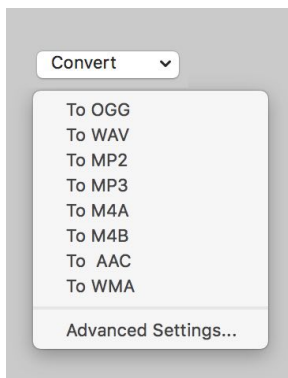 Convert
To OGG
To WAV
To MP2
To MP3
To M4A
To M4B
To  AAC
To WMA
Advanced Settings...